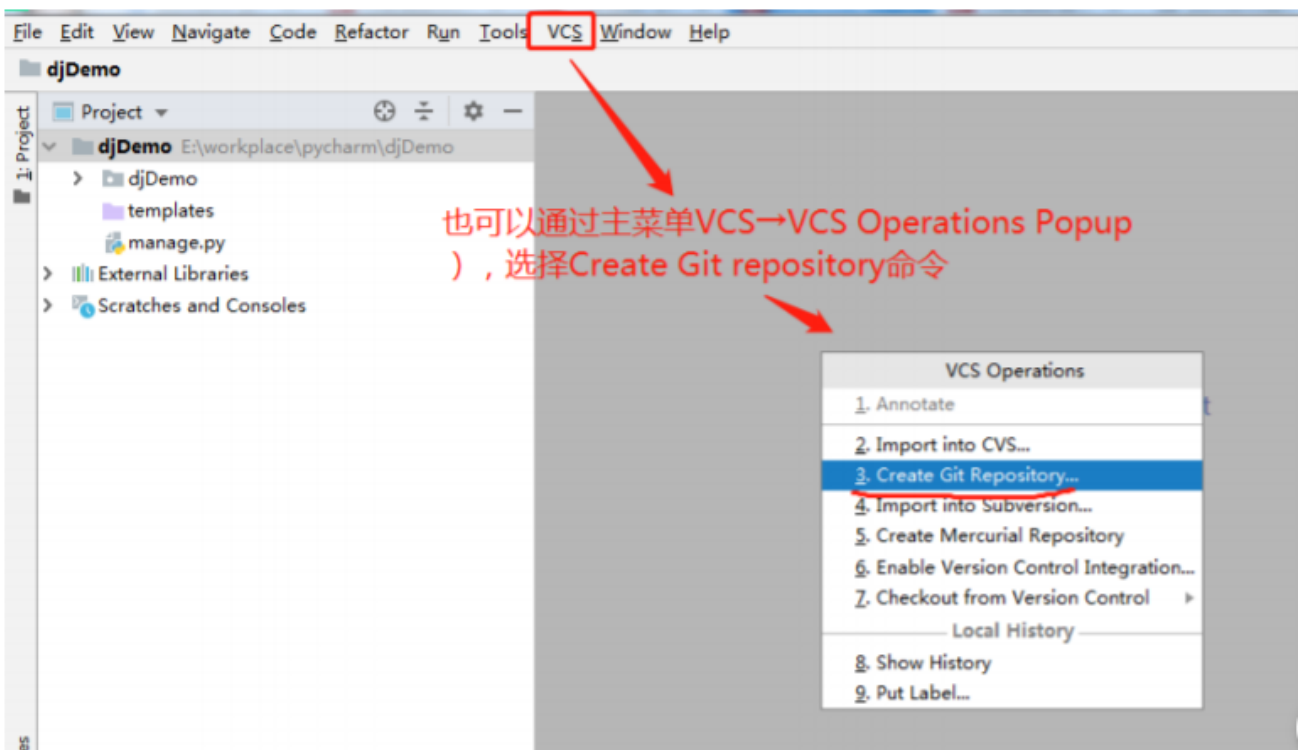 File Edit View Navigate Code Refactor Run Tools VCS Window Help
djDemo
1: Project
Project
djDemo E:\workplace\pycharm\djDemo
djDemo
templates
manage.py
External Libraries
Scratches and Consoles
也可以通过主菜单VCS→VCS Operations Popup
），选择Create Git repository命令
VCS Operations
1. Annotate
2. Import into CVS...
3. Create Git Repository...
4. Import into Subversion...
5. Create Mercurial Repository
6. Enable Version Control Integration...
7. Checkout from Version Control
Local History
8. Show History
9. Put Label...